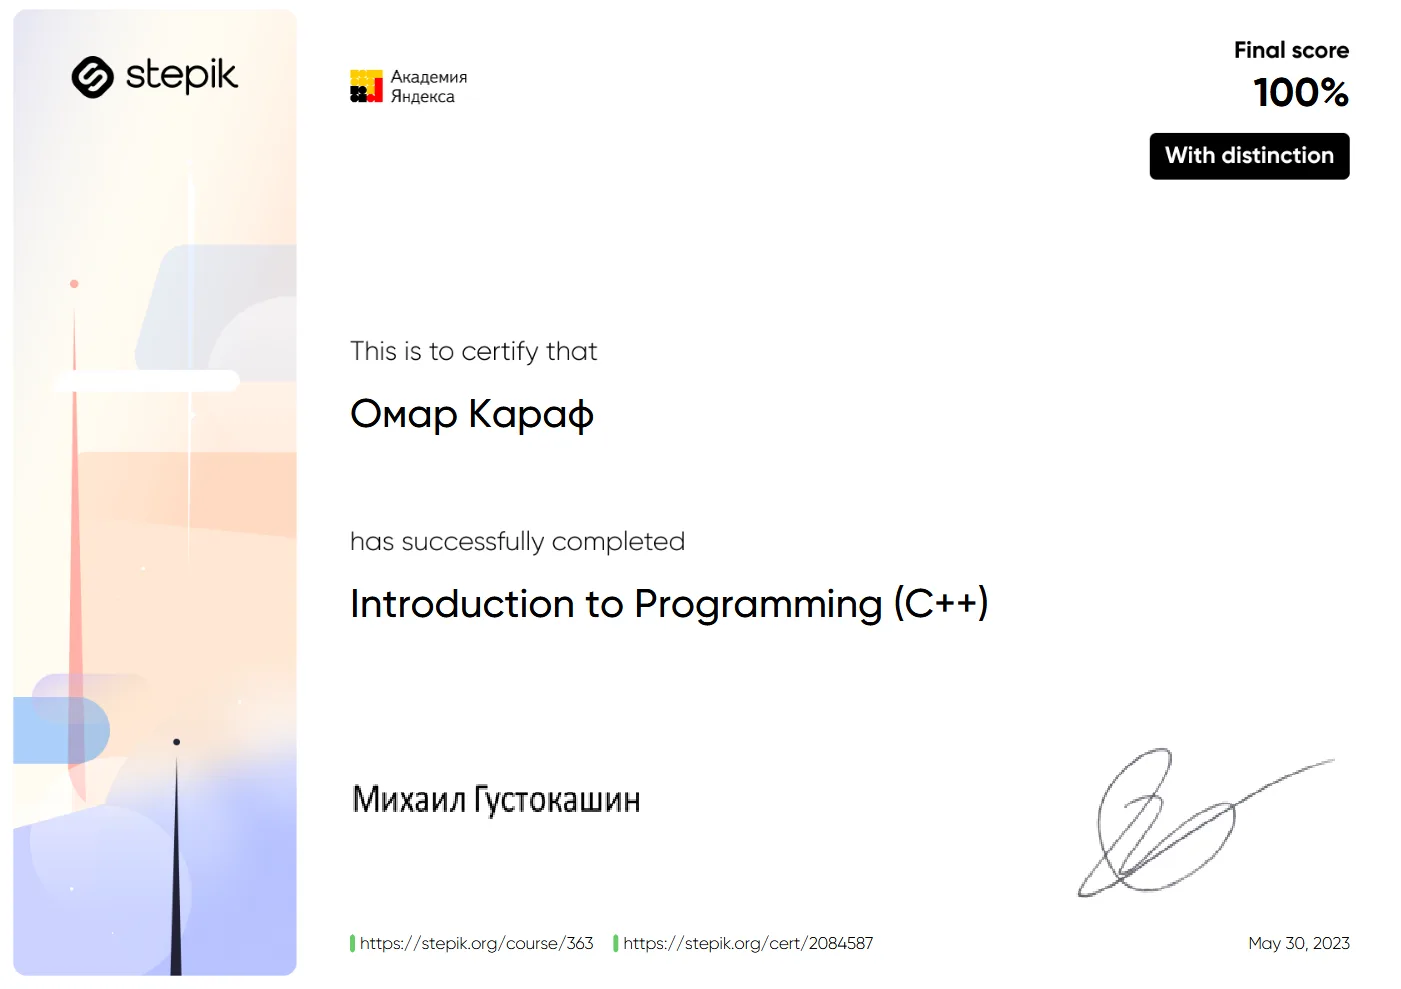 stepik
Академия
Яндекса
Final score
100%
With distinction
This is to certify that
Омар Караф
has successfully completed
Introduction to Programming (C++)
Михаил Густокашин
https://stepik.org/course/363 https://stepik.org/cert/2084587
May 30, 2023